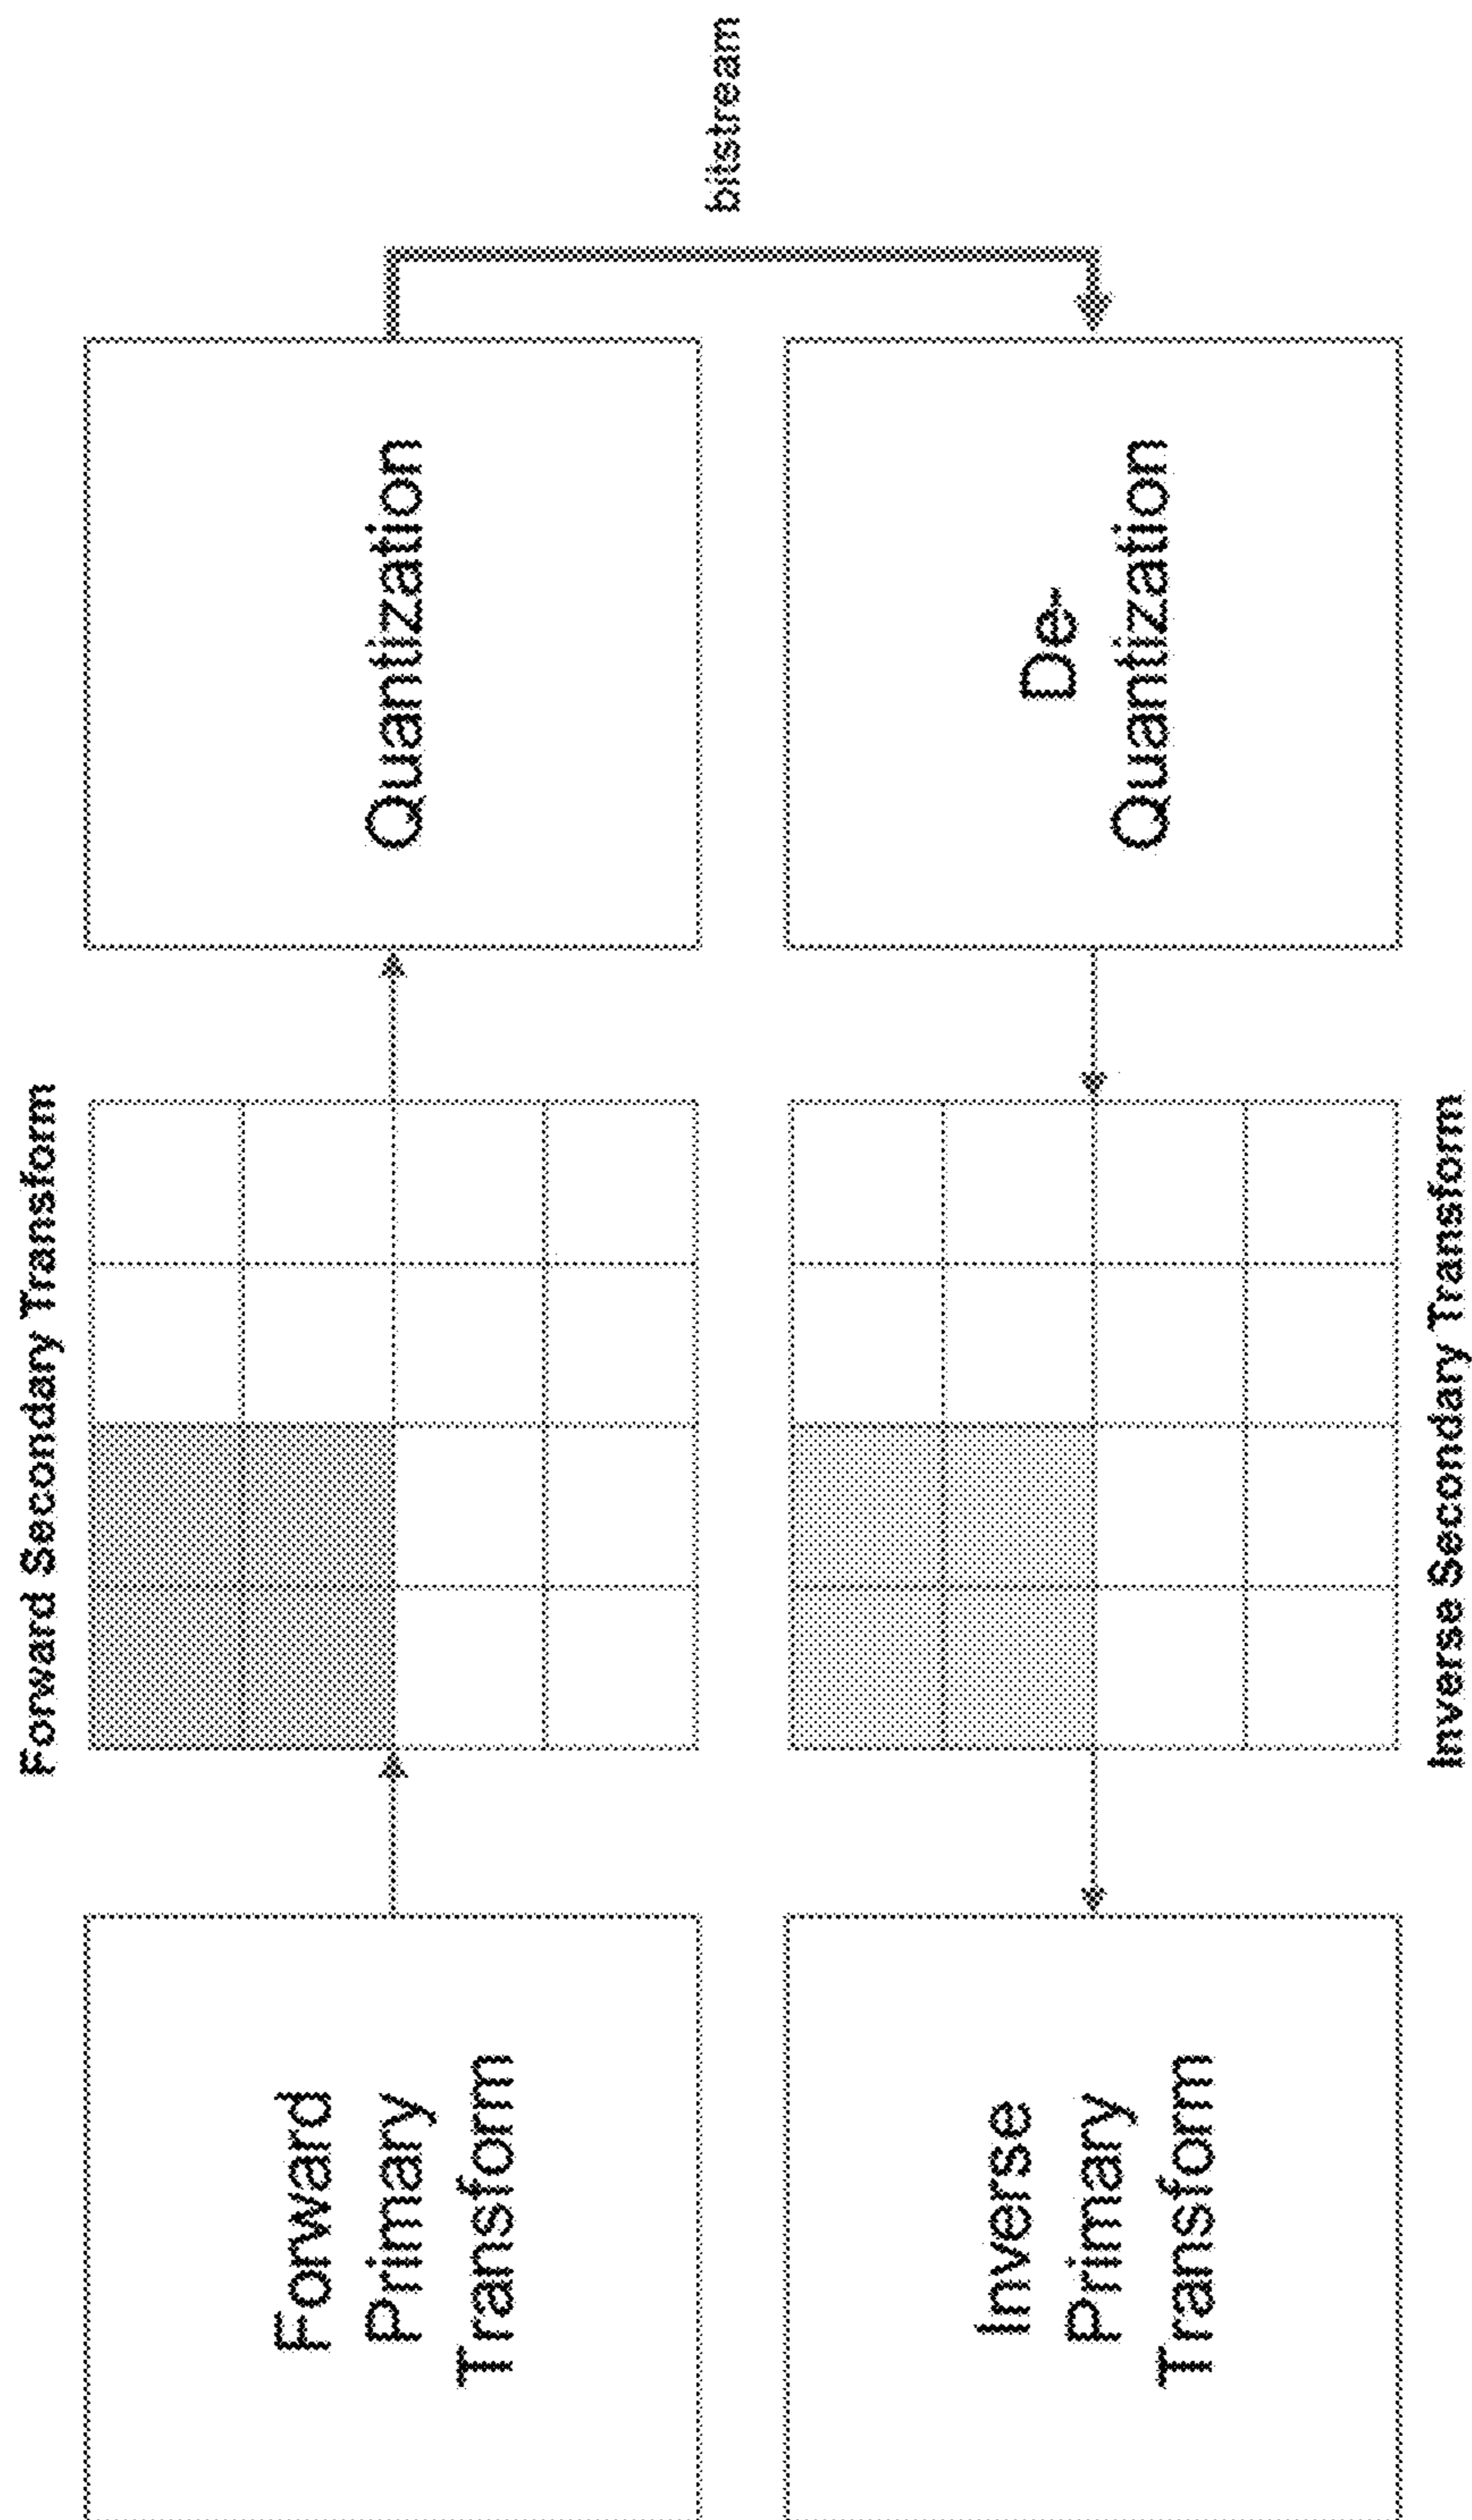 Forward Secondary Transform
Forward
Primary
Transform
Quantization
bitstream
Inverse
Primary
Transform
De-
Quantization
Inverse Secondary Transform